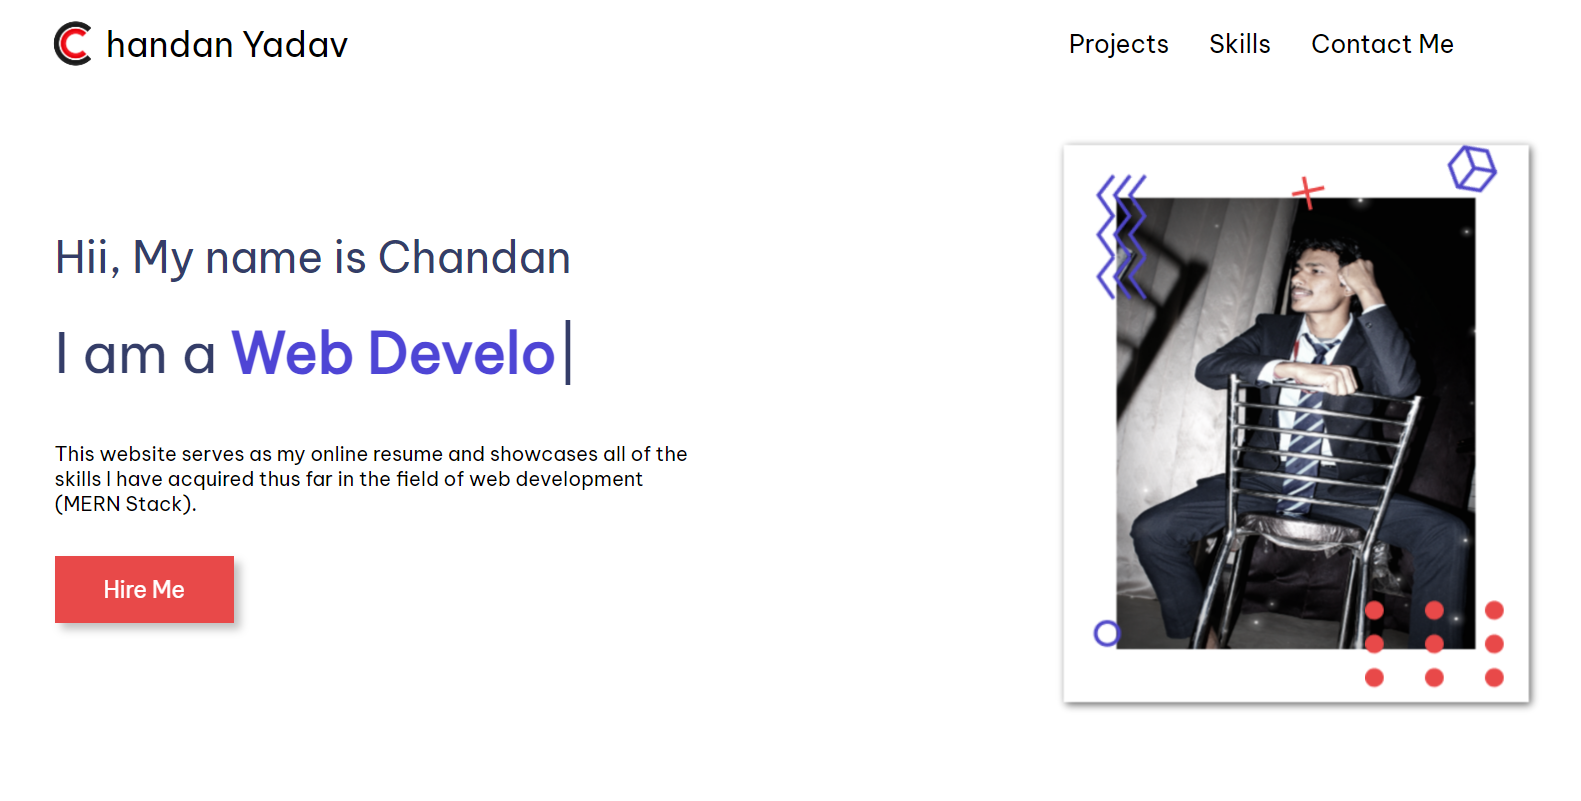 Chandan Yadav
Projects Skills Contact Me
Hii, My name is Chandan
I am a Web Develo|
This website serves as my online resume and showcases all of the
skills I have acquired thus far in the field of web development
(MERN Stack).
Hire Me